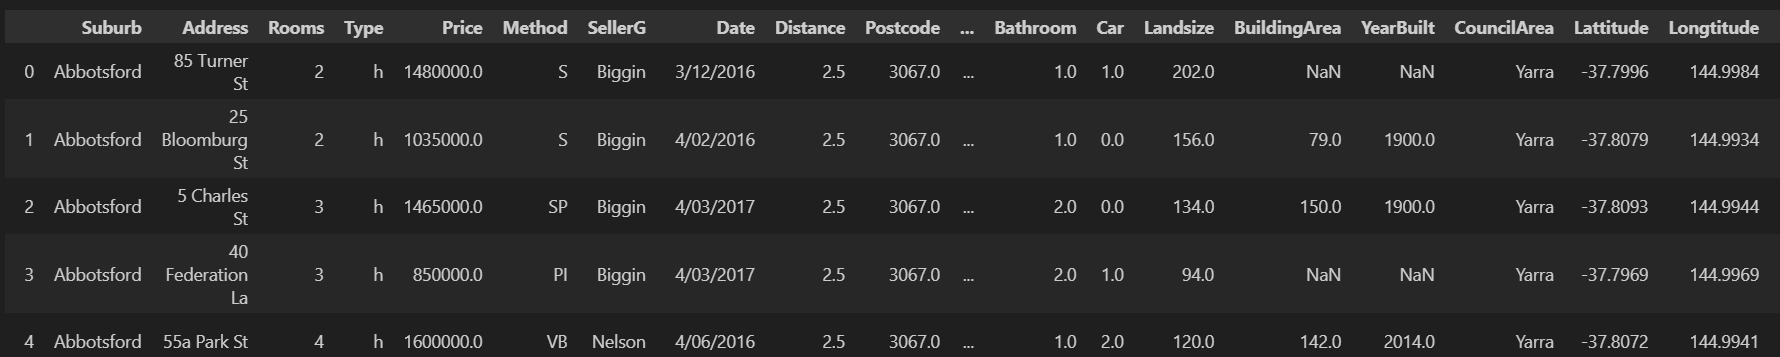 Suburb Address Rooms Type Price Method SellerG Date Distance Postcode ... Bathroom Car Landsize BuildingArea YearBuilt CouncilArea Lattitude Longtitude
0 Abbotsford 85 Turner St 2 h 1480000.0 S Biggin 3/12/2016 2.5 3067.0 ... 1.0 1.0 202.0 NaN NaN Yarra -37.7996 144.9984
1 Abbotsford 25 Bloomburg St 2 h 1035000.0 S Biggin 4/02/2016 2.5 3067.0 ... 1.0 0.0 156.0 79.0 1900.0 Yarra -37.8079 144.9934
2 Abbotsford 5 Charles St 3 h 1465000.0 SP Biggin 4/03/2017 2.5 3067.0 ... 2.0 0.0 134.0 150.0 1900.0 Yarra -37.8093 144.9944
3 Abbotsford 40 Federation La 3 h 850000.0 PI Biggin 4/03/2017 2.5 3067.0 ... 2.0 1.0 94.0 NaN NaN Yarra -37.7969 144.9969
4 Abbotsford 55a Park St 4 h 1600000.0 VB Nelson 4/06/2016 2.5 3067.0 ... 1.0 2.0 120.0 142.0 2014.0 Yarra -37.8072 144.9941